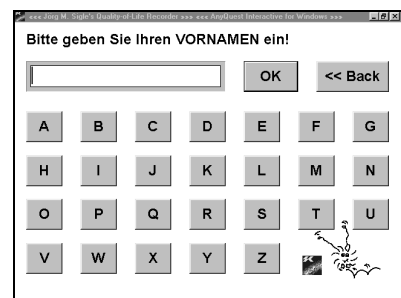 ««« Jörg M. Sigle's Quality-of-Life Recorder »»» ««« AnyQuest Interactive for Windows »»»
Bitte geben Sie Ihren VORNAMEN ein!
OK << Back
A B C D E F G
H I J K L M N
O P Q R S T U
V W X Y Z